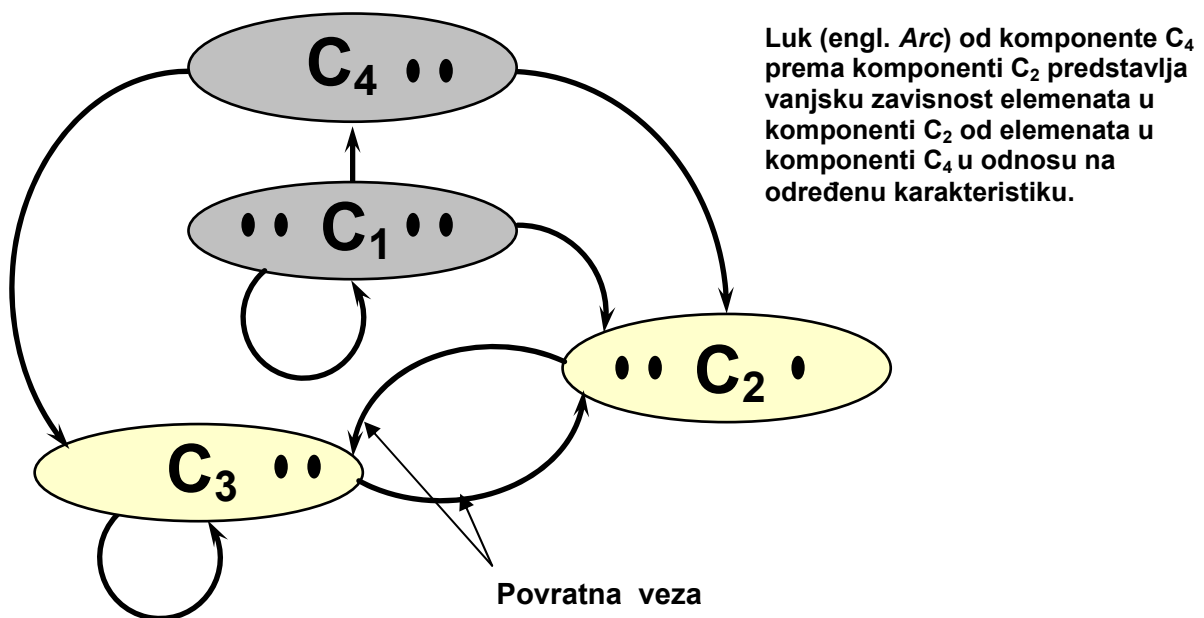 C₄
Luk (engl. Arc) od komponente C₄
prema komponenti C₂ predstavlja
vanjsku zavisnost elemenata u
komponenti C₂ od elemenata u
komponenti C₄ u odnosu na
određenu karakteristiku.
C₁
C₂
C₃
Povratna veza